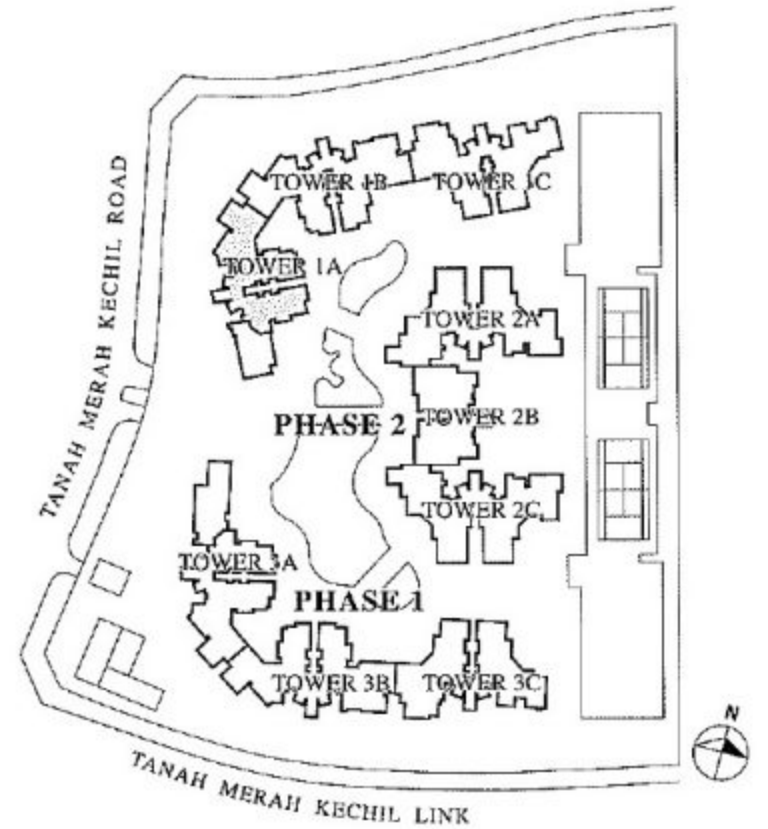 TOWER 1B
TOWER 1C
TOWER 1A
TANAH MERAH KECHIL ROAD
TOWER 2A
PHASE 2
TOWER 2B
TOWER 2C
TOWER 3A
PHASE 1
TOWER 3B
TOWER 3C
N
TANAH MERAH KECHIL LINK